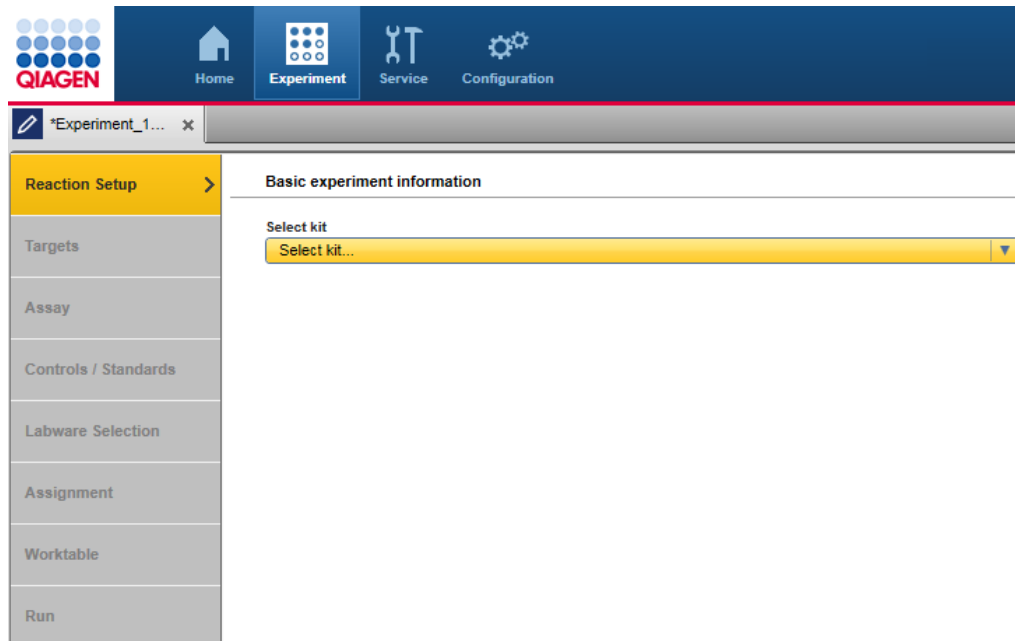 QIAGEN
Home
Experiment
Service
Configuration
*Experiment_1...
Reaction Setup
Targets
Assay
Controls / Standards
Labware Selection
Assignment
Worktable
Run
Basic experiment information
Select kit
Select kit...